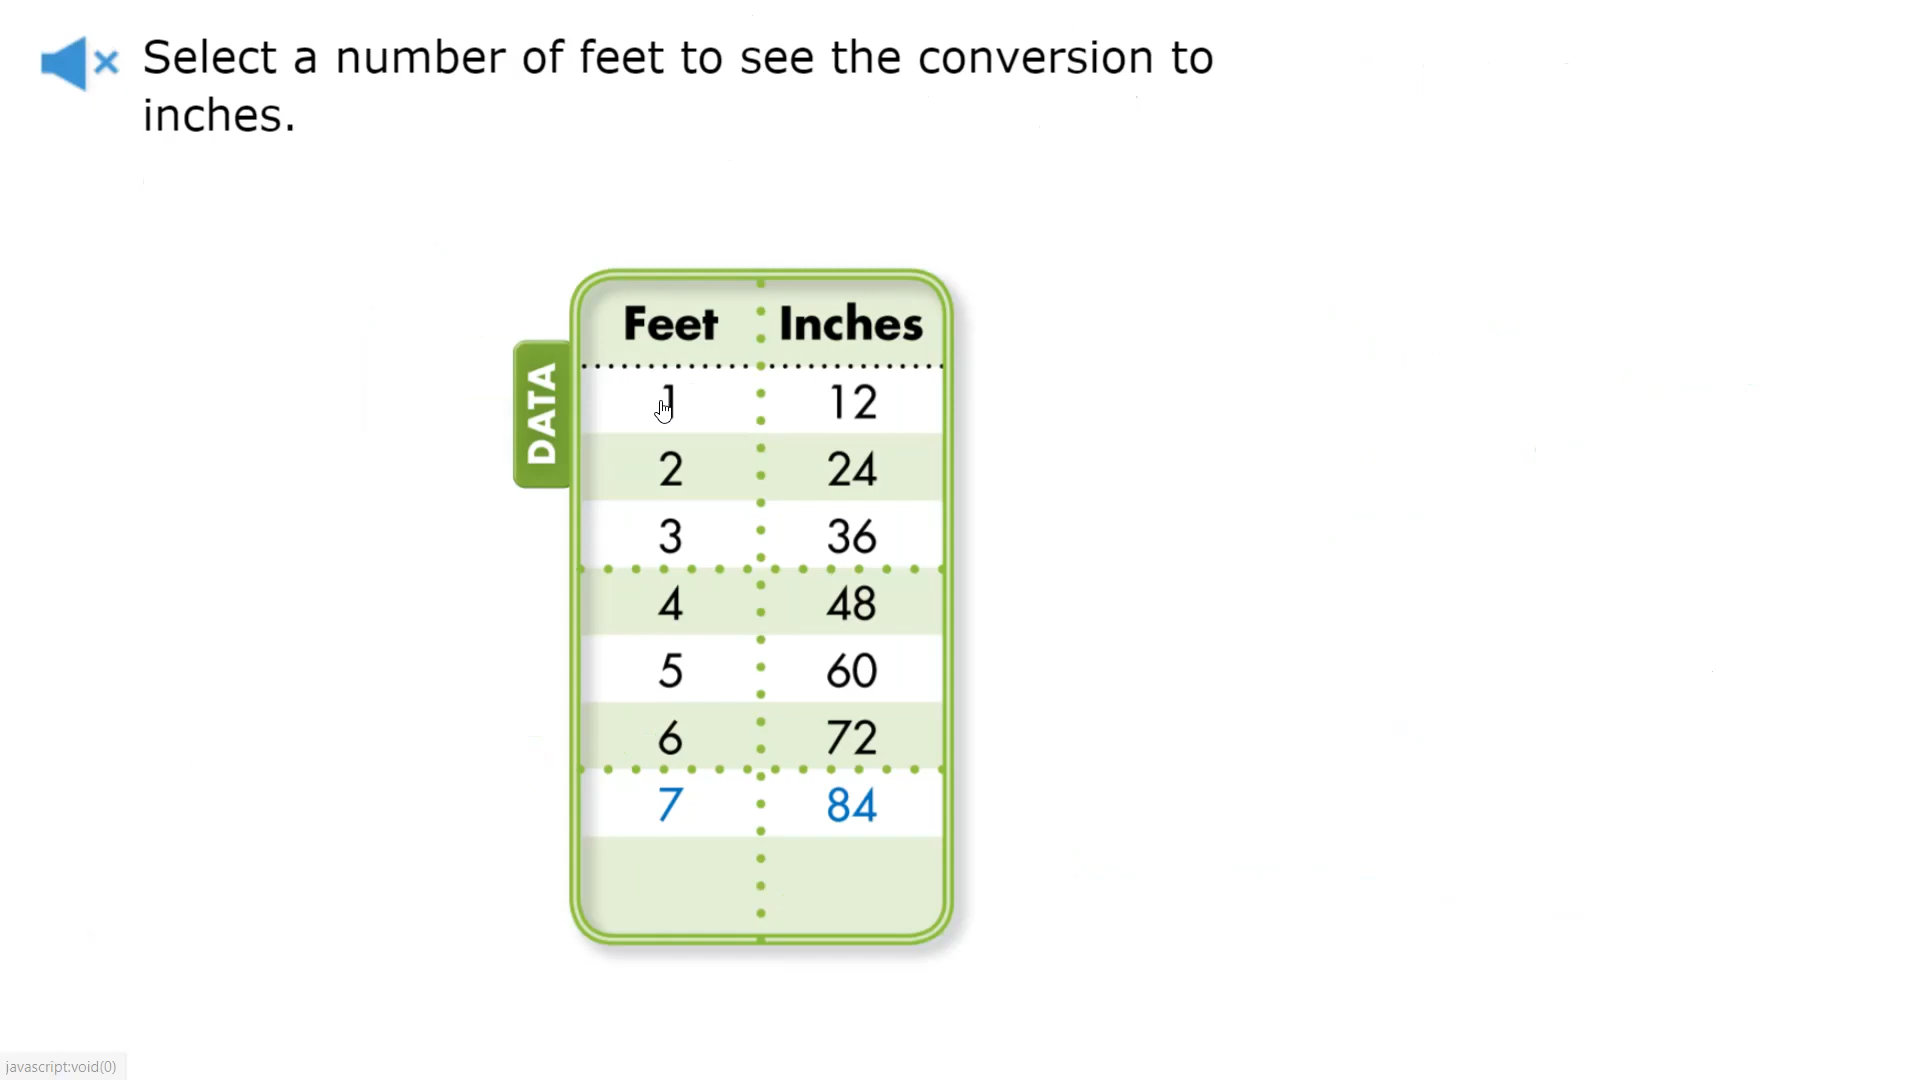 Select a number of feet to see the conversion to
inches.
DATA
Feet Inches
1 12
2 24
3 36
4 48
5 60
6 72
7 84
javascript:void(0)